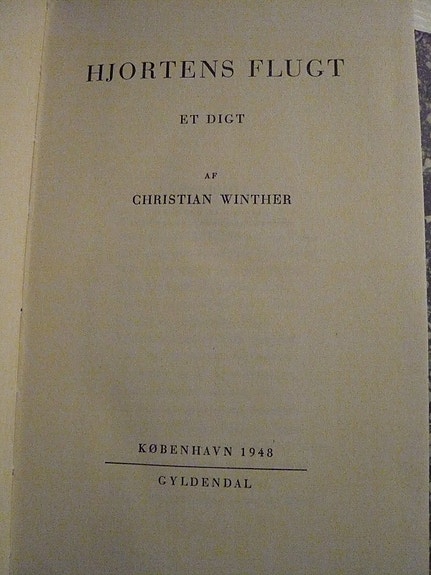 HJORTENS FLUGT
ET DIGT
AF
CHRISTIAN WINTHER
KØBENHAVN 1948
GYLDENDAL